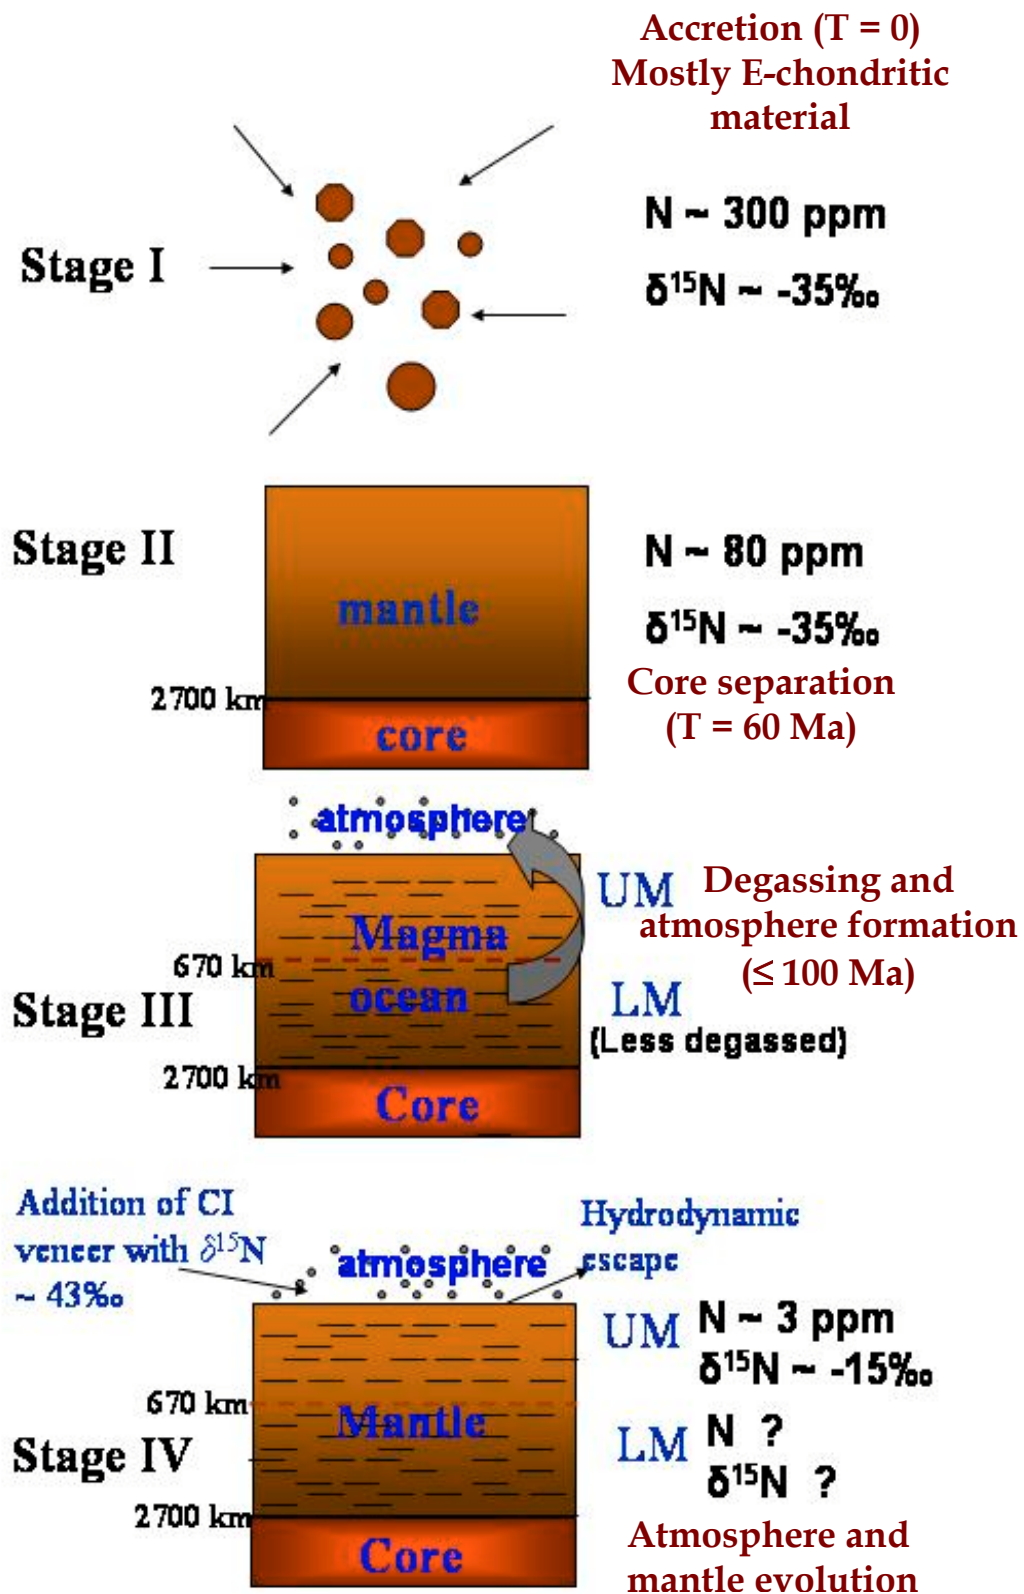 Accretion (T = 0)
Mostly E-chondritic
material
Stage I
N ~ 300 ppm
δ¹⁵N ~ -35‰
Stage II
mantle
2700 km
core
N ~ 80 ppm
δ¹⁵N ~ -35‰
Core separation
(T = 60 Ma)
atmosphere
Magma
ocean
670 km
UM
Degassing and
atmosphere formation
(≤ 100 Ma)
Stage III
LM
(Less degassed)
2700 km
Core
Addition of CI
veneer with δ¹⁵N
~ 43‰
atmosphere
Hydrodynamic
escape
UM
N ~ 3 ppm
δ¹⁵N ~ -15‰
670 km
Mantle
Stage IV
LM
N ?
δ¹⁵N ?
2700 km
Core
Atmosphere and
mantle evolution